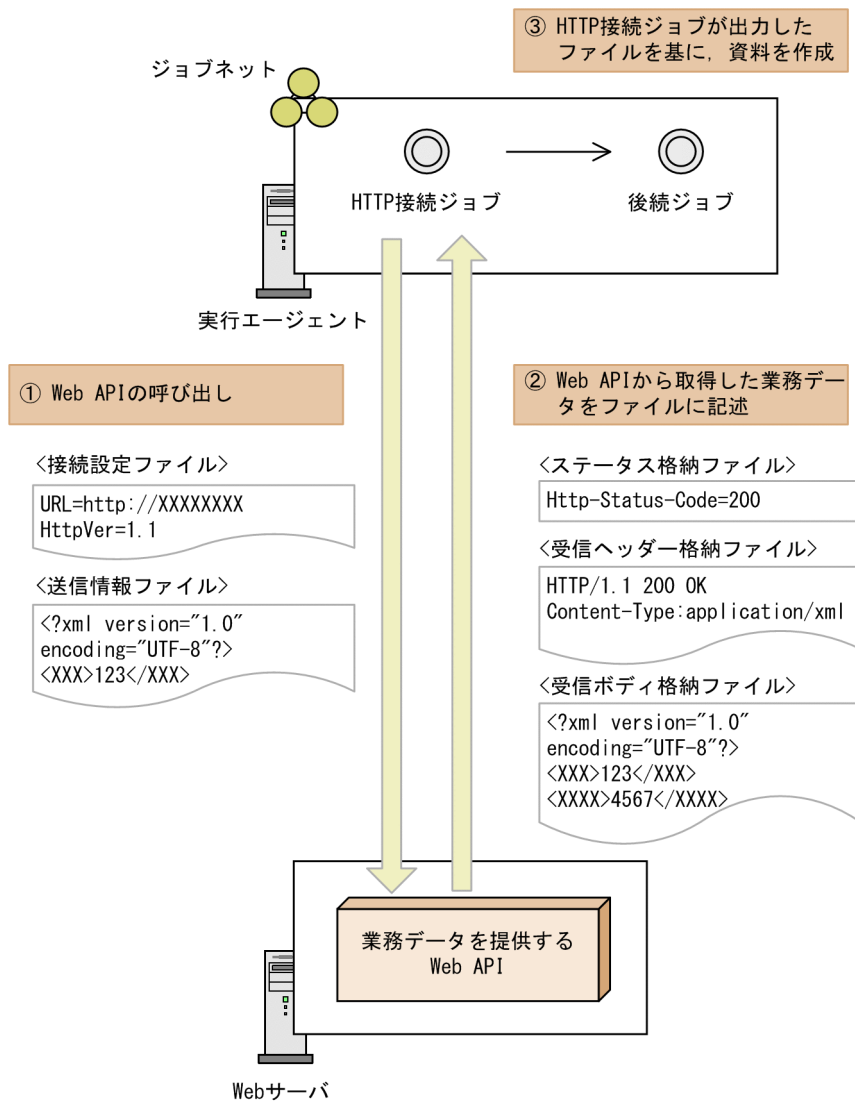 ③ HTTP接続ジョブが出力した
ファイルを基に，資料を作成
ジョブネット
HTTP接続ジョブ
後続ジョブ
実行エージェント
① Web APIの呼び出し
② Web APIから取得した業務デー
タをファイルに記述
<接続設定ファイル>
URL=http://XXXXXXXX
HttpVer=1.1
<送信情報ファイル>
<?xml version="1.0"
encoding="UTF-8"?>
<XXX>123</XXX>
<ステータス格納ファイル>
Http-Status-Code=200
<受信ヘッダー格納ファイル>
HTTP/1.1 200 OK
Content-Type:application/xml
<受信ボディ格納ファイル>
<?xml version="1.0"
encoding="UTF-8"?>
<XXX>123</XXX>
<XXXX>4567</XXXX>
業務データを提供する
Web API
Webサーバ